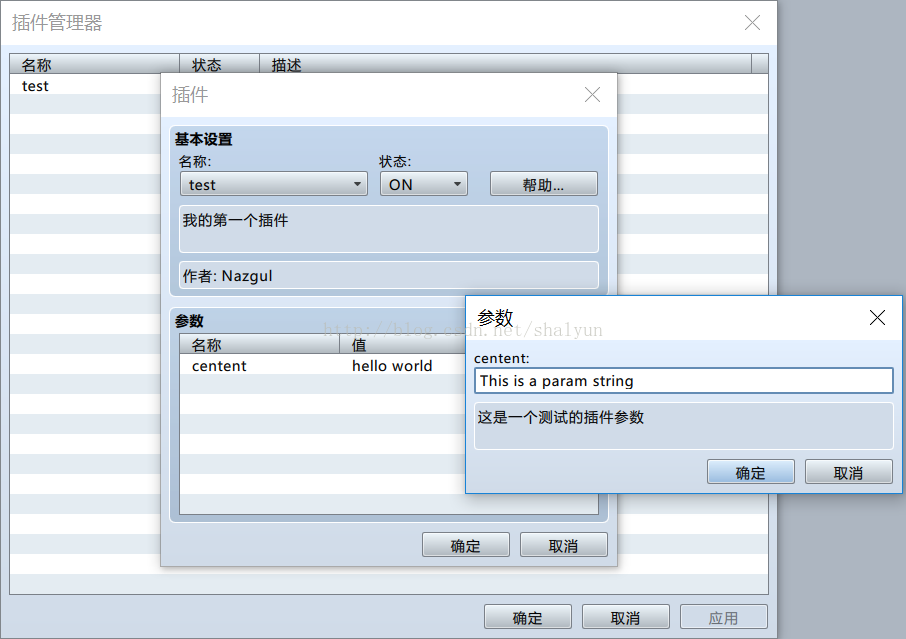 插件管理器
名称 状态 描述
test
插件
基本设置
名称: 状态:
test ON 帮助...
我的第一个插件
作者: Nazgul
参数
名称 值
centent hello world
http://blog.csdn.net/shalyun
参数
centent:
This is a param string
这是一个测试的插件参数
确定 取消
确定 取消
确定 取消 应用